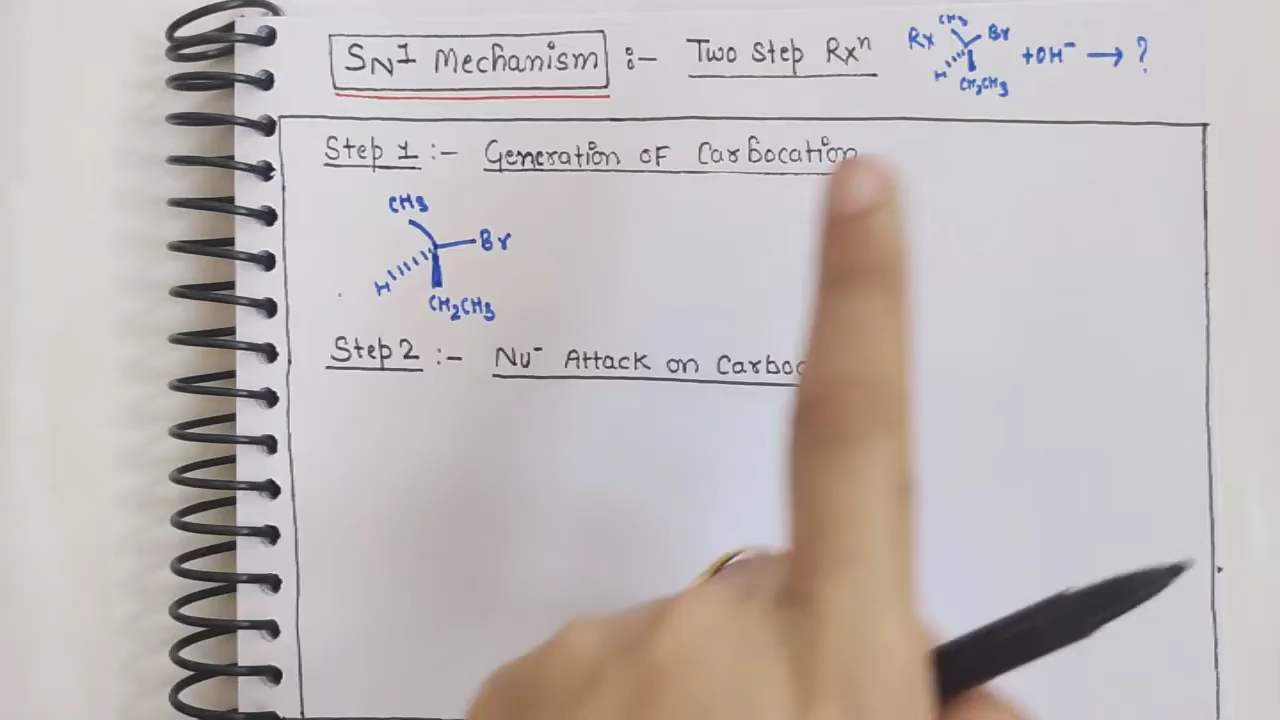 SN1 Mechanism :- Two Step Rxn
Rx CH3 Br H CH2CH3 + OH- → ?
Step 1 :- Generation of Carbocation
CH3
Br
H
CH2CH3
Step 2 :- Nu- Attack on